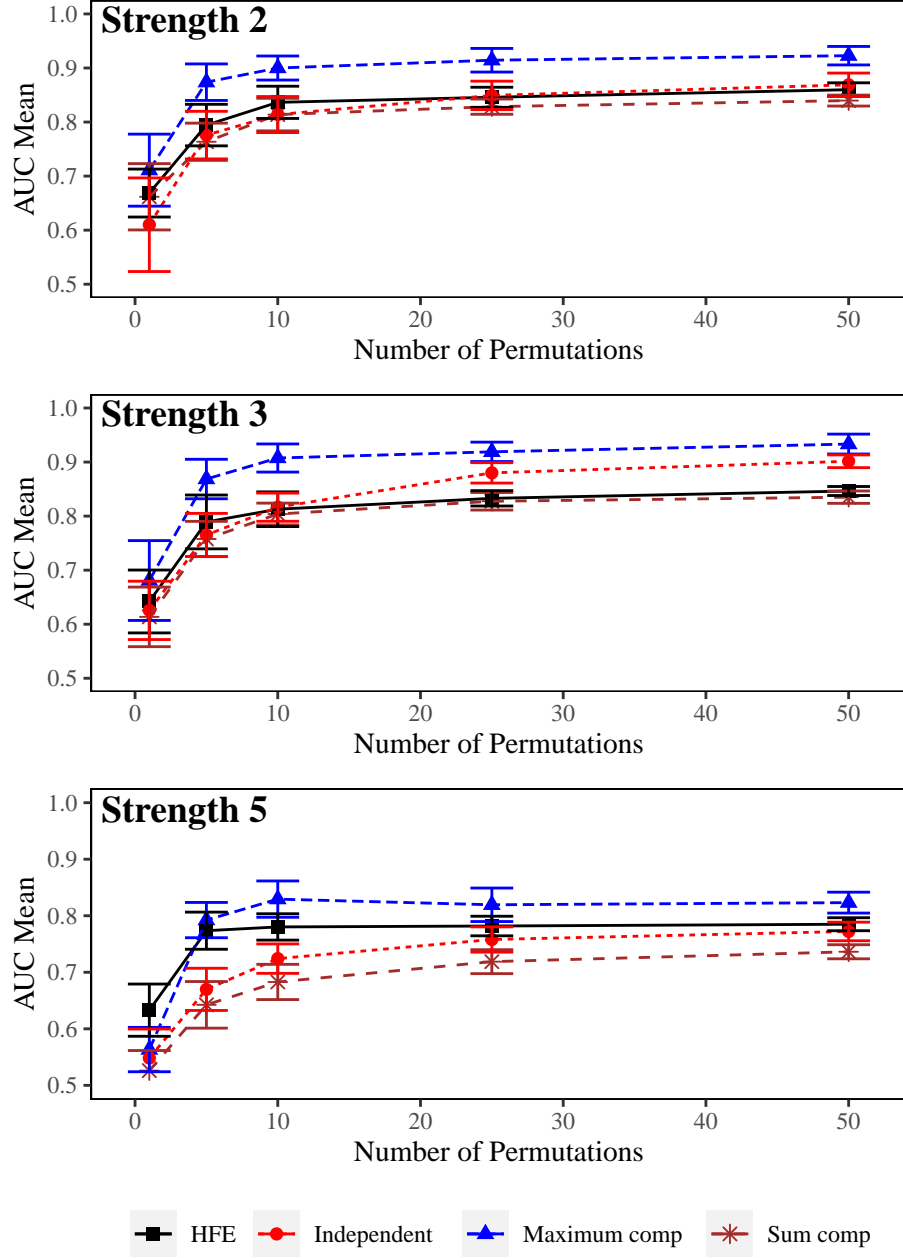 Strength 2
AUC Mean
1.0
0.9
0.8
0.7
0.6
0.5
0 10 20 30 40 50
Number of Permutations
Strength 3
AUC Mean
1.0
0.9
0.8
0.7
0.6
0.5
0 10 20 30 40 50
Number of Permutations
Strength 5
AUC Mean
1.0
0.9
0.8
0.7
0.6
0.5
0 10 20 30 40 50
Number of Permutations
HFE Independent Maximum comp Sum comp